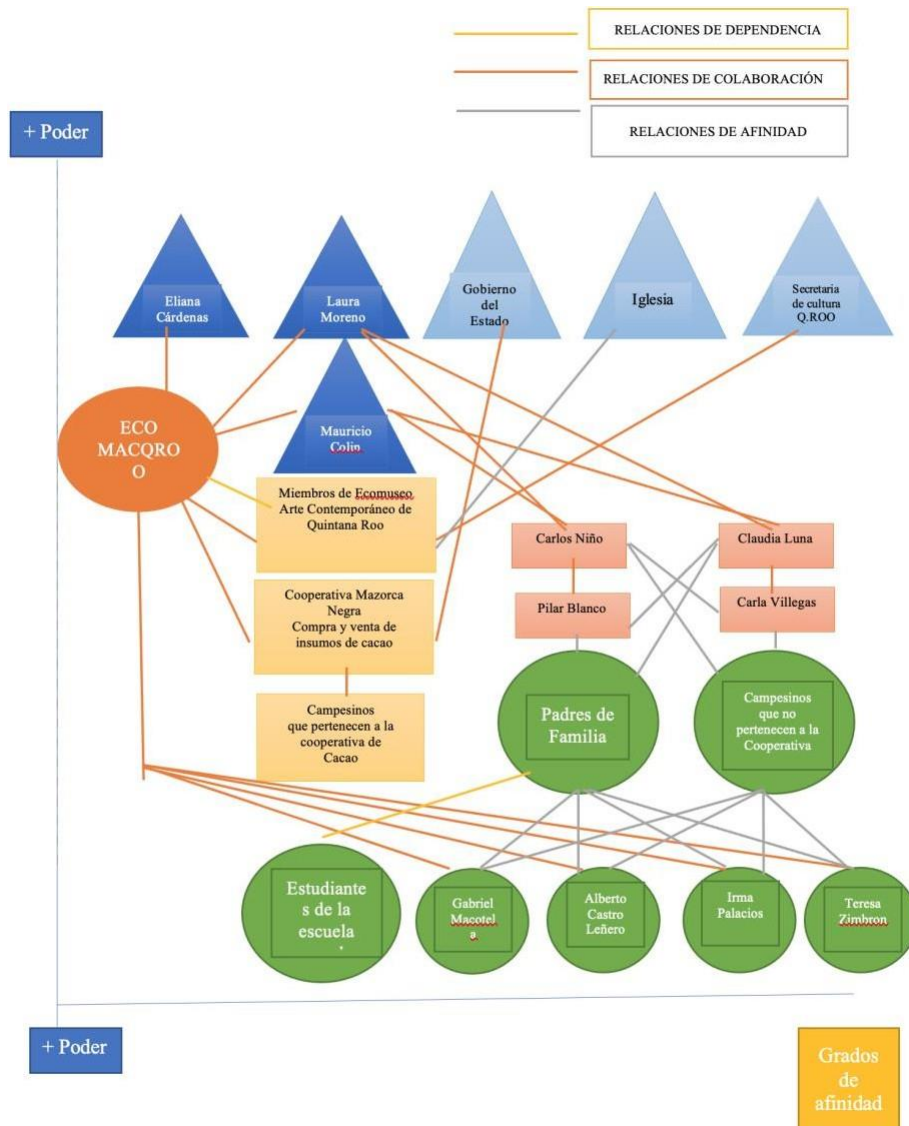 RELACIONES DE DEPENDENCIA
RELACIONES DE COLABORACIÓN
RELACIONES DE AFINIDAD
+ Poder
Eliana
Cárdenas
Laura
Moreno
Gobierno
del
Estado
Iglesia
Secretaria
de cultura
Q.ROO
ECO
MACQRO
O
Mauricio
Colin
Miembros de Ecomuseo
Arte Contemporáneo de
Quintana Roo
Carlos Niño
Claudia Luna
Cooperativa Mazorca
Negra
Compra y venta de
insumos de cacao
Pilar Blanco
Carla Villegas
Campesinos
que pertenecen a la
cooperativa de
Cacao
Padres de
Familia
Campesinos
que no
pertenecen a la
Cooperativa
Estudiante
s de la
escuela
.
Gabriel
Macotel
a
Alberto
Castro
Leñero
Irma
Palacios
Teresa
Zimbron
+ Poder
Grados
de
afinidad